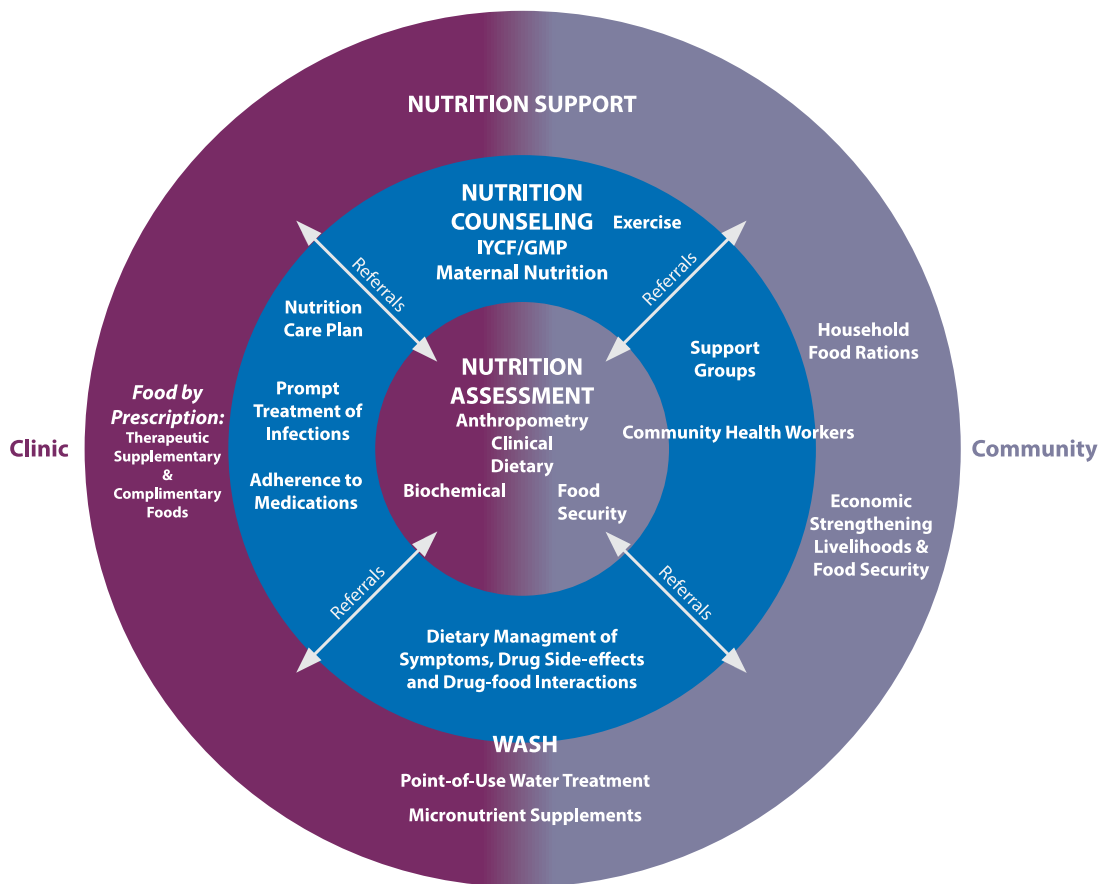 NUTRITION SUPPORT
NUTRITION
COUNSELING
IYCF/GMP
Maternal Nutrition
Exercise
Referrals
Referrals
Nutrition
Care Plan
Prompt
Treatment of
Infections
Adherence to
Medications
Support
Groups
Community Health Workers
Household
Food Rations
Economic
Strengthening
Livelihoods &
Food Security
Food by
Prescription:
Therapeutic
Supplementary
&
Complimentary
Foods
Clinic
Community
NUTRITION
ASSESSMENT
Anthropometry
Clinical
Dietary
Biochemical
Food
Security
Referrals
Referrals
Dietary Managment of
Symptoms, Drug Side-effects
and Drug-food Interactions
WASH
Point-of-Use Water Treatment
Micronutrient Supplements